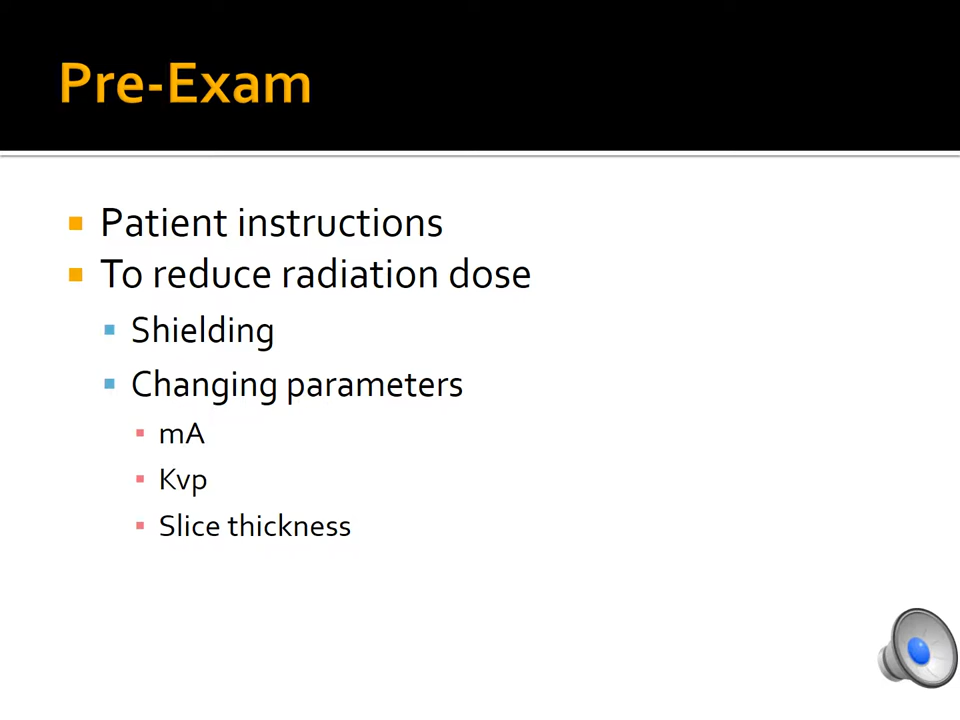 Pre-Exam
Patient instructions
To reduce radiation dose
Shielding
Changing parameters
mA
Kvp
Slice thickness